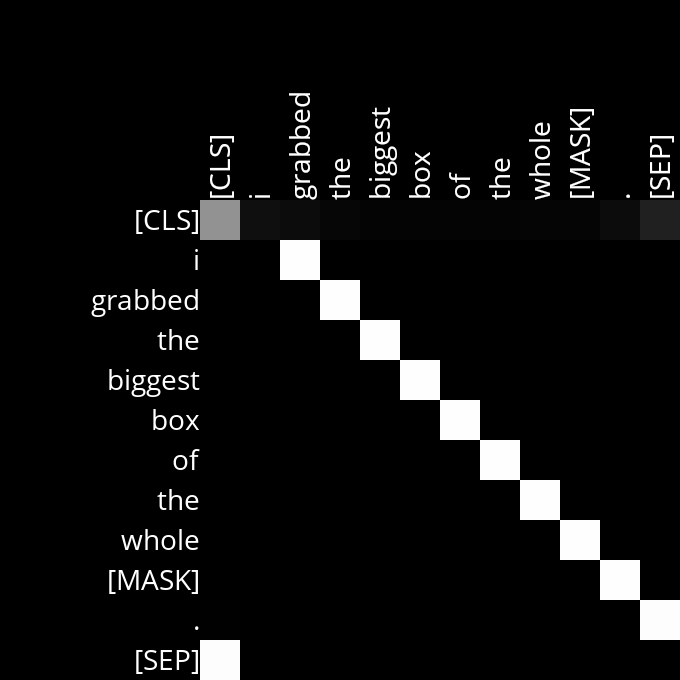 [CLS] i grabbed the biggest box of the whole [MASK] . [SEP]
[CLS]
i
grabbed
the
biggest
box
of
the
whole
[MASK]
.
[SEP]